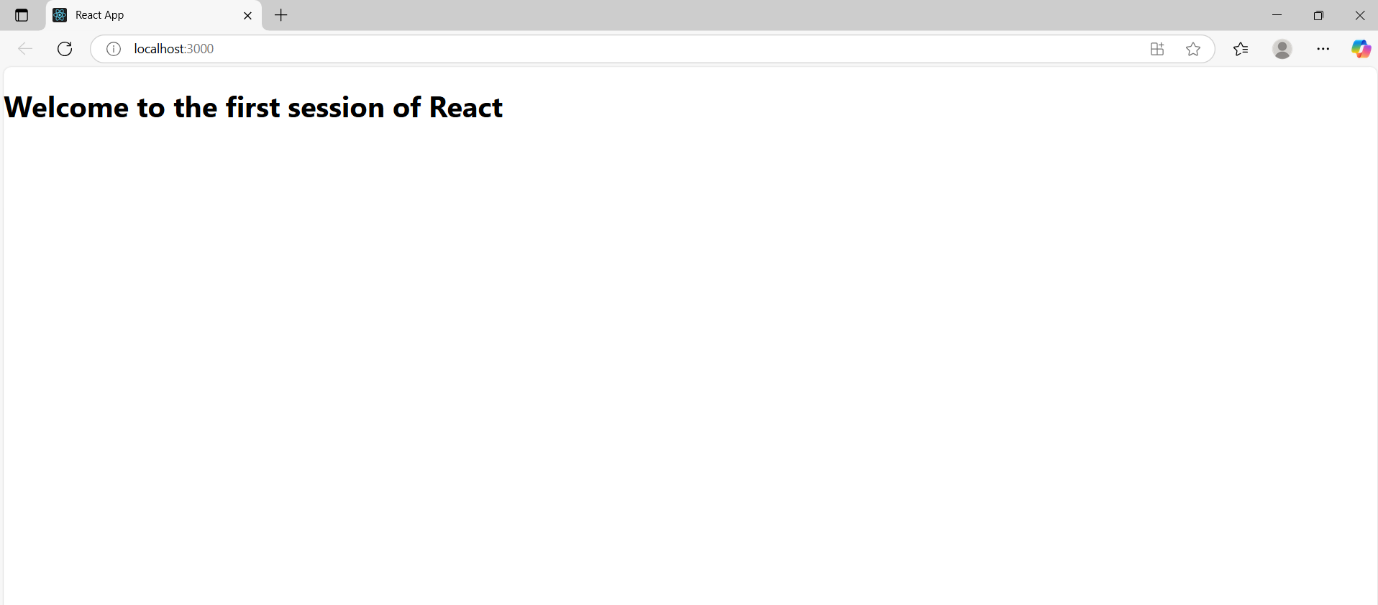 React App
localhost:3000
Welcome to the first session of React